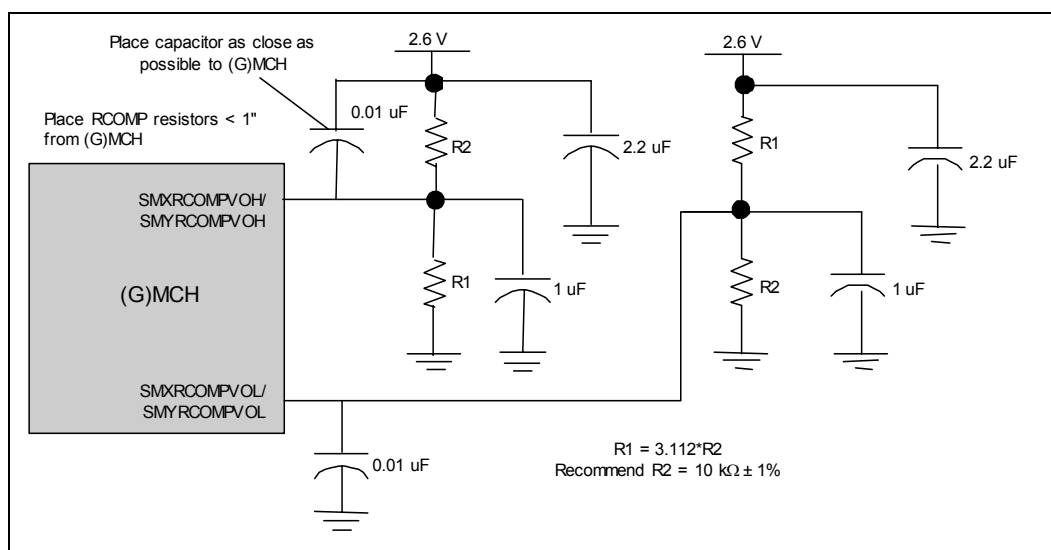 Place capacitor as close as
possible to (G)MCH
2.6 V
2.6 V
0.01 uF
Place RCOMP resistors < 1"
from (G)MCH
R2
2.2 uF
R1
2.2 uF
SMXRCOMPVOH/
SMYRCOMPVOH
(G)MCH
R1
1 uF
R2
1 uF
SMXRCOMPVOL/
SMYRCOMPVOL
0.01 uF
R1 = 3.112*R2
Recommend R2 = 10 kΩ ± 1%